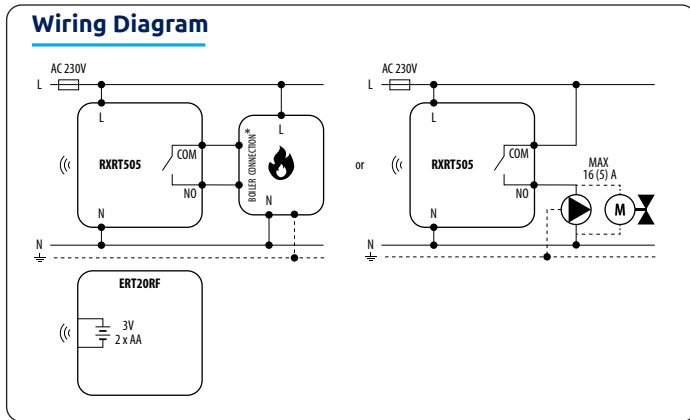 Wiring Diagram
AC 230V
L
L
RXRT505
COM
NO
N
BOILER CONNECTION*
L
N
N
or
AC 230V
L
L
RXRT505
COM
NO
N
MAX
16 (5) A
M
N
ERT20RF
3V
2 x AA